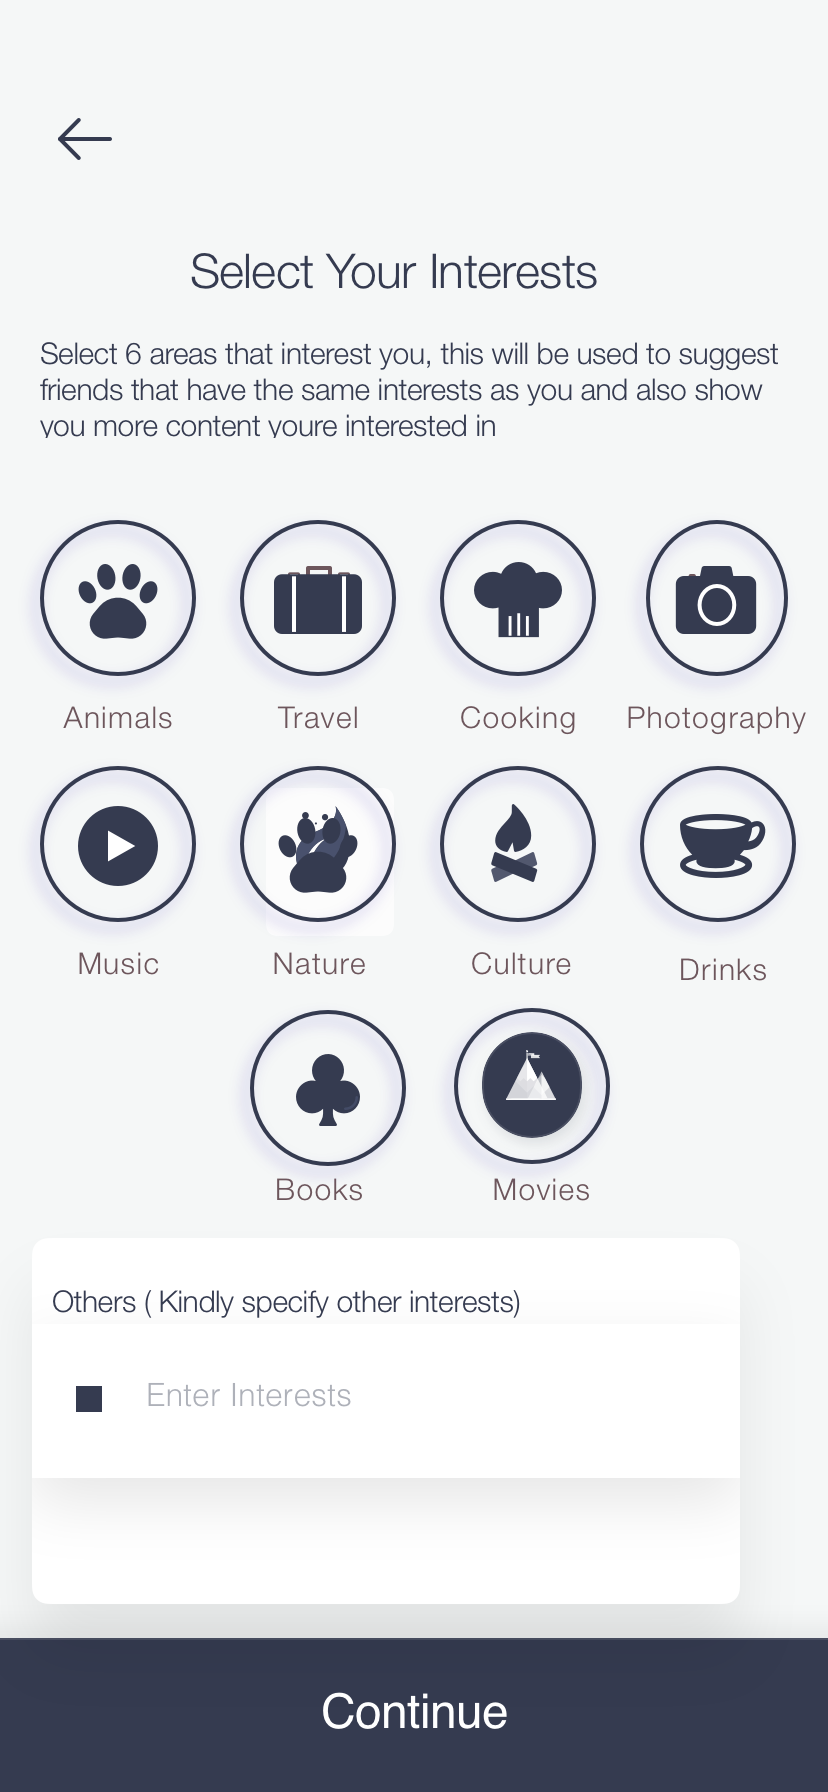 Select Your Interests
Select 6 areas that interest you, this will be used to suggest
friends that have the same interests as you and also show
you more content youre interested in
Animals
Travel
Cooking
Photography
Music
Nature
Culture
Drinks
Books
Movies
Others ( Kindly specify other interests)
Enter Interests
Continue